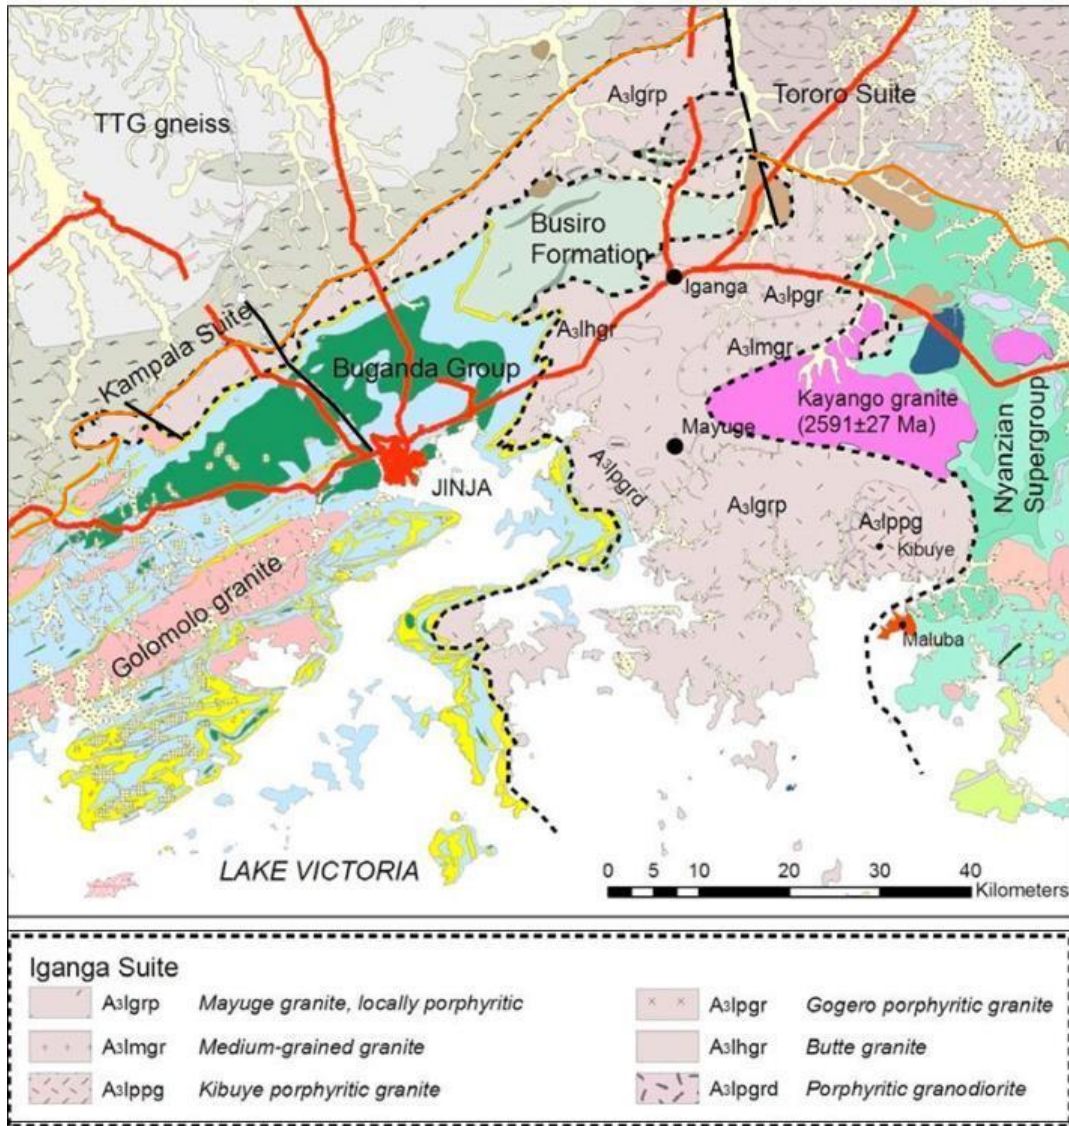 A3lgrp
Tororo Suite
TTG gneiss
Busiro
Formation
Iganga
A3lpgr
Kampala Suite
A3lhgr
A3lmgr
Buganda Group
Kayango granite
(2591±27 Ma)
Mayuge
Nyanzian
Supergroup
JINJA
A3lpgrd
A3lgrp
A3lppg
Kibuye
Golomolo granite
Maluba
LAKE VICTORIA
0 5 10 20 30 40
Kilometers
Iganga Suite
A3lgrp Mayuge granite, locally porphyritic
A3lmgr Medium-grained granite
A3lppg Kibuye porphyritic granite
A3lpgr Gogero porphyritic granite
A3lhgr Butte granite
A3lpgrd Porphyritic granodiorite